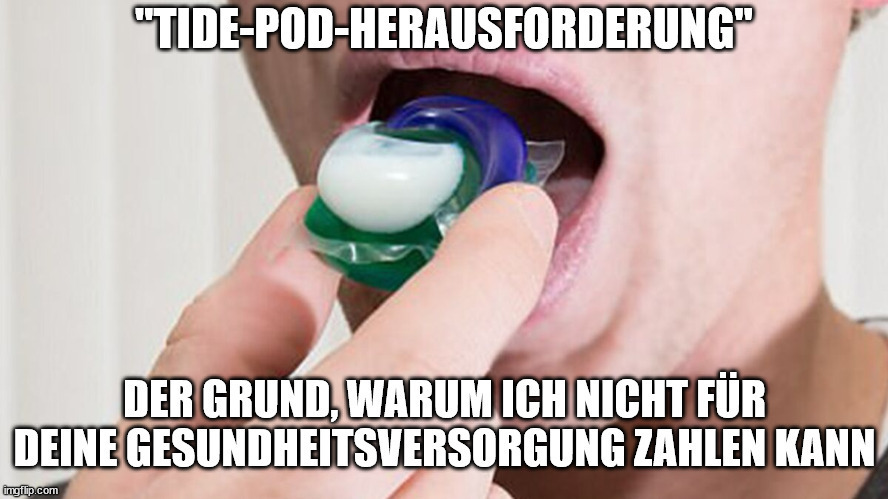 "TIDE-POD-HERAUSFORDERUNG"
DER GRUND, WARUM ICH NICHT FÜR
DEINE GESUNDHEITSVERSORGUNG ZAHLEN KANN
imgflip.com